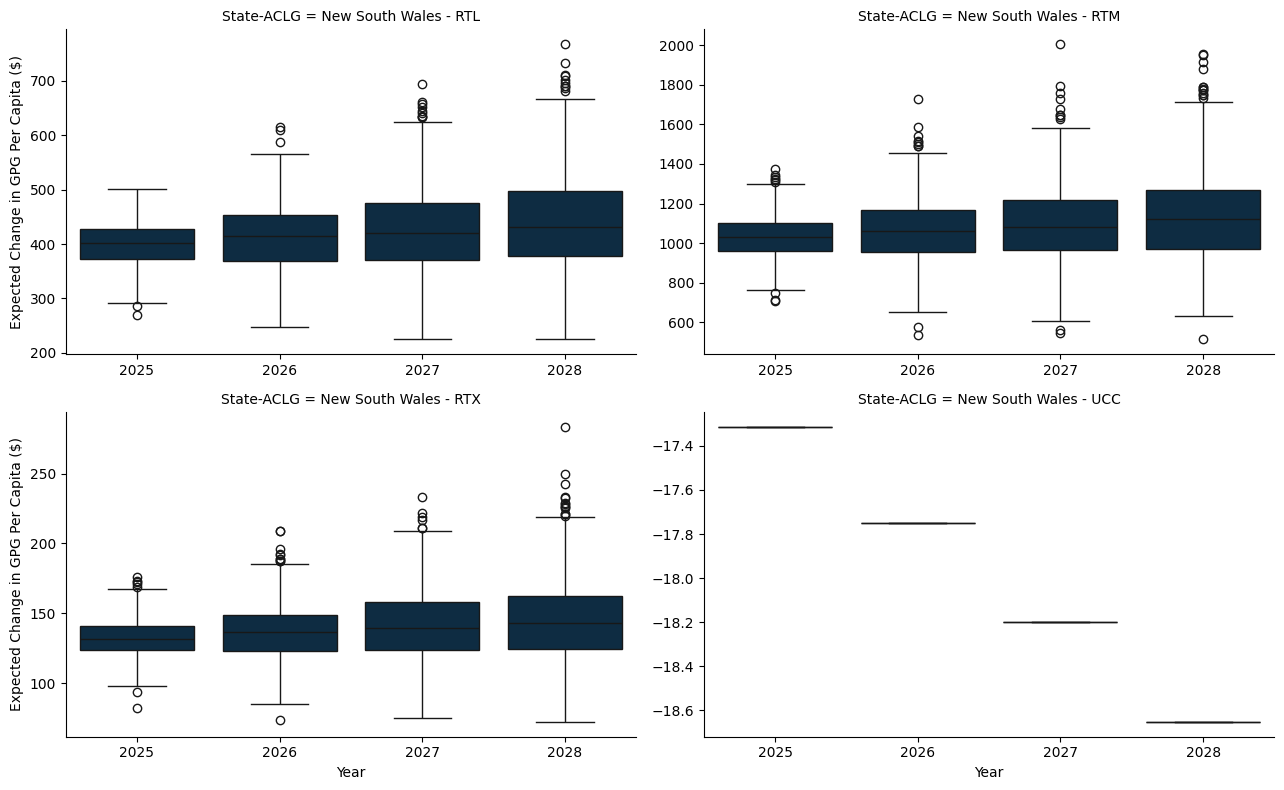 State-ACLG = New South Wales - RTL
Expected Change in GPG Per Capita ($)
700
600
500
400
300
200
2025 2026 2027 2028
State-ACLG = New South Wales - RTM
2000
1800
1600
1400
1200
1000
800
600
2025 2026 2027 2028
State-ACLG = New South Wales - RTX
Expected Change in GPG Per Capita ($)
250
200
150
100
2025 2026 2027 2028
Year
State-ACLG = New South Wales - UCC
−17.4
−17.6
−17.8
−18.0
−18.2
−18.4
−18.6
2025 2026 2027 2028
Year